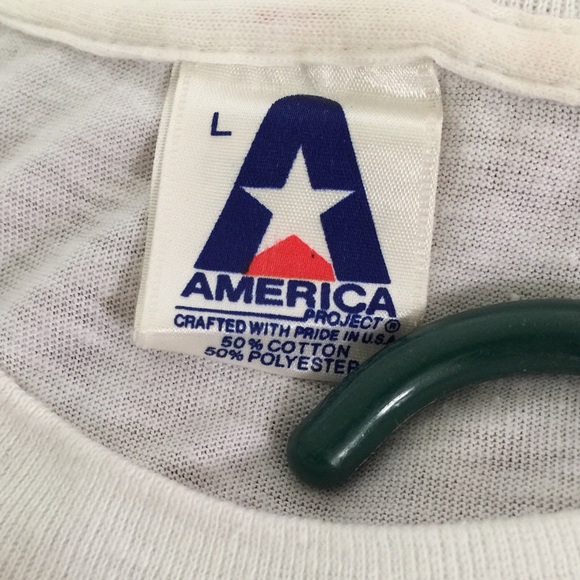 L
AMERICA
PROJECT®
CRAFTED WITH PRIDE IN U.S.A
50% COTTON
50% POLYESTER